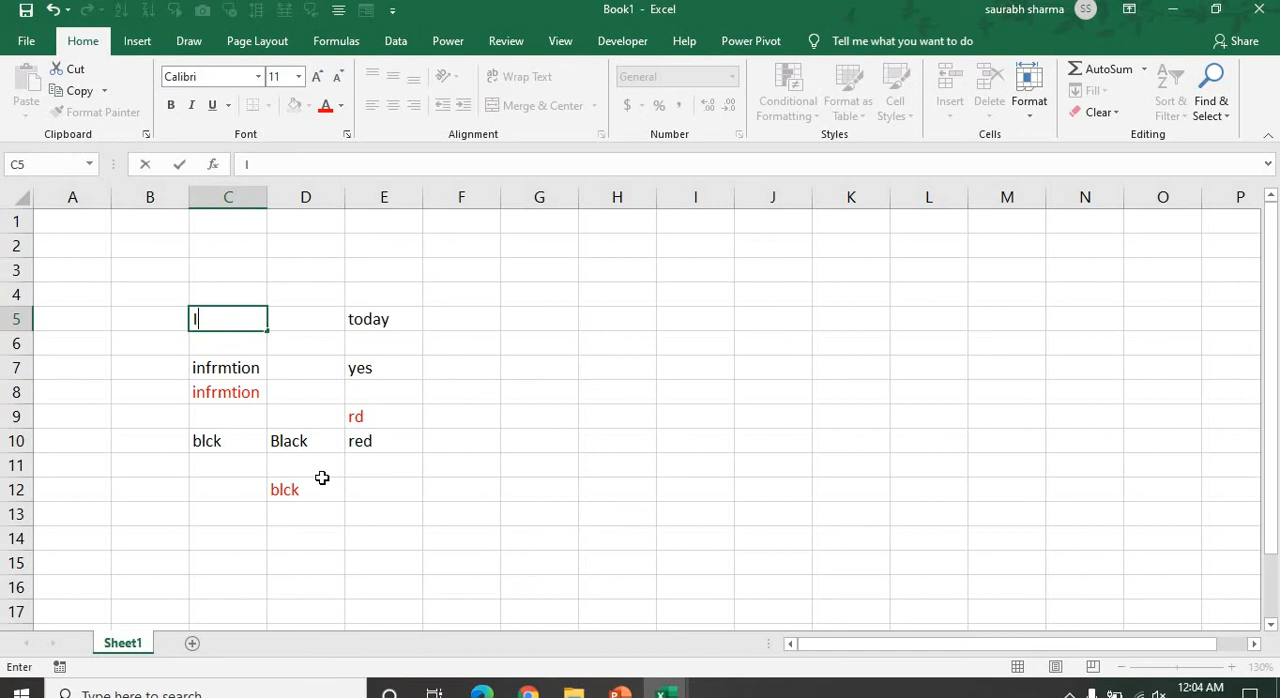 Book1 - Excel
saurabh sharma SS
File Home Insert Draw Page Layout Formulas Data Power Review View Developer Help Power Pivot Tell me what you want to do Share
Paste Cut Copy Format Painter
Clipboard
Calibri 11
B I U
Font
Wrap Text
Merge & Center
Alignment
General
$ %
Number
Conditional Formatting
Format as Table
Cell Styles
Styles
Insert Delete Format
Cells
AutoSum
Fill
Clear
Sort & Filter
Find & Select
Editing
C5 fx I
A B C D E F G H I J K L M N O P
1
2
3
4
5 I today
6
7 infrmtion yes
8 infrmtion
9 rd
10 blck Black red
11
12 blck
13
14
15
16
17
Sheet1
Enter 130%
Type here to search 12:04 AM